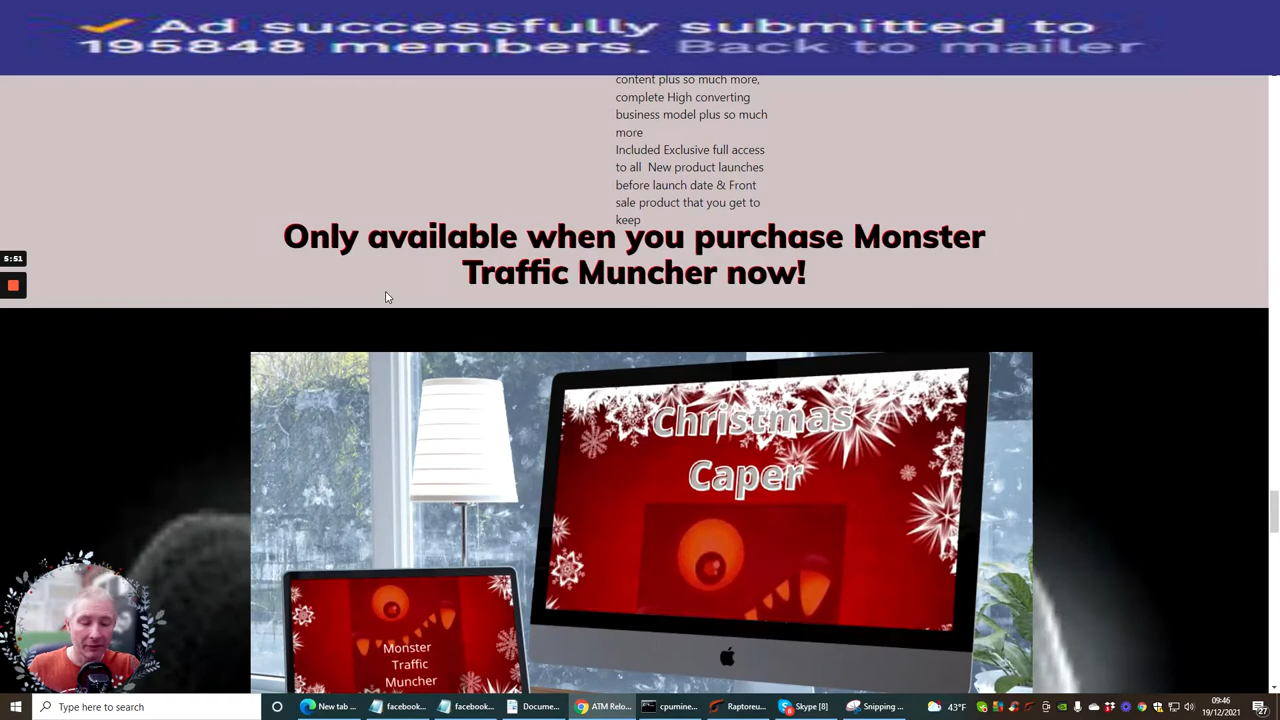 ✓ Ad successfully submitted to
195848 members. Back to mailer
content plus so much more,
complete High converting
business model plus so much
more
Included Exclusive full access
to all New product launches
before launch date & Front
sale product that you get to
keep
Only available when you purchase Monster
Traffic Muncher now!
5:51
Christmas
Caper
Monster
Traffic
Muncher
Type here to search
New tab ...
facebook...
facebook...
Docume...
ATM Relo...
cpumine...
Raptoreu...
Skype [8]
Snipping ...
43°F
09:46
19/12/2021